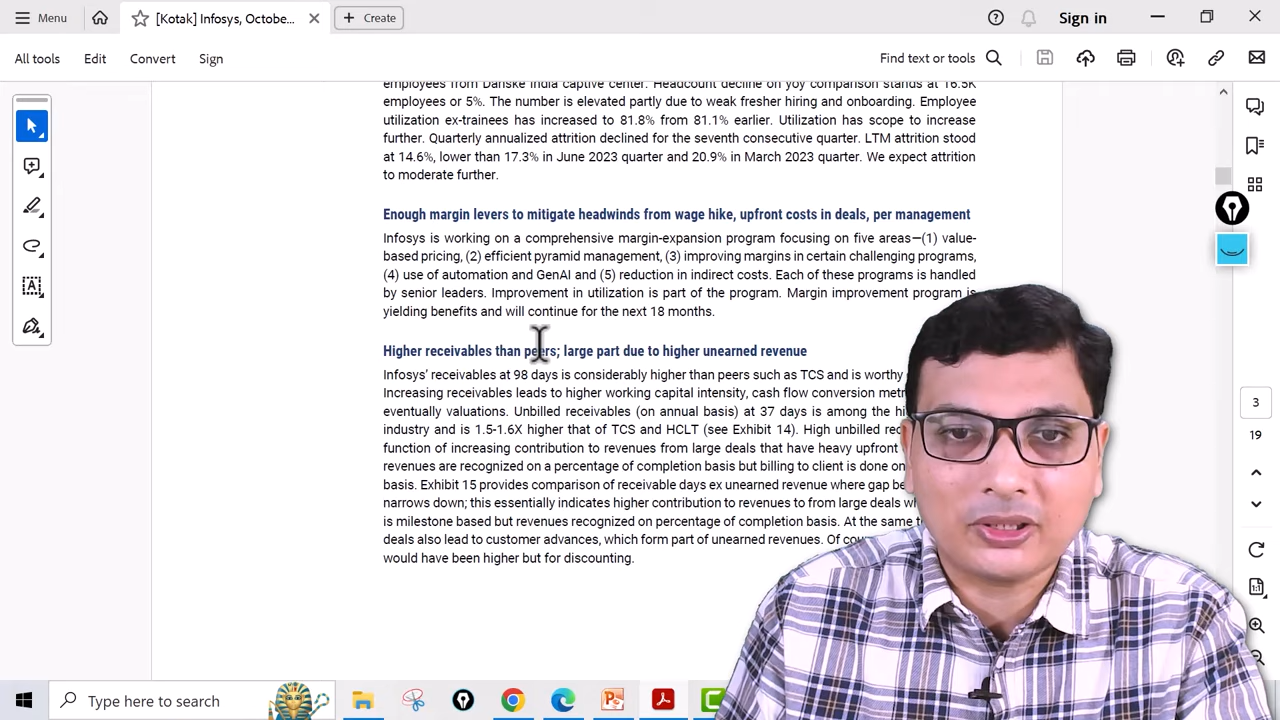 Menu
[Kotak] Infosys, Octobe...
Create
Sign in
All tools
Edit
Convert
Sign
Find text or tools
employees from Danske India captive center. Headcount decline on yoy comparison stands at 16.5K
employees or 5%. The number is elevated partly due to weak fresher hiring and onboarding. Employee
utilization ex-trainees has increased to 81.8% from 81.1% earlier. Utilization has scope to increase
further. Quarterly annualized attrition declined for the seventh consecutive quarter. LTM attrition stood
at 14.6%, lower than 17.3% in June 2023 quarter and 20.9% in March 2023 quarter. We expect attrition
to moderate further.
Enough margin levers to mitigate headwinds from wage hike, upfront costs in deals, per management
Infosys is working on a comprehensive margin-expansion program focusing on five areas—(1) value-
based pricing, (2) efficient pyramid management, (3) improving margins in certain challenging programs,
(4) use of automation and GenAI and (5) reduction in indirect costs. Each of these programs is handled
by senior leaders. Improvement in utilization is part of the program. Margin improvement program is
yielding benefits and will continue for the next 18 months.
Higher receivables than peers; large part due to higher unearned revenue
Infosys' receivables at 98 days is considerably higher than peers such as TCS and is worthy
Increasing receivables leads to higher working capital intensity, cash flow conversion
eventually valuations. Unbilled receivables (on annual basis) at 37 days is among the
industry and is 1.5-1.6X higher that of TCS and HCLT (see Exhibit 14). High unbilled
function of increasing contribution to revenues from large deals that have heavy upfront
revenues are recognized on a percentage of completion basis but billing to client is done on
basis. Exhibit 15 provides comparison of receivable days ex unearned revenue where gap
narrows down; this essentially indicates higher contribution to revenues to from large deals
is milestone based but revenues recognized on percentage of completion basis. At the same
deals also lead to customer advances, which form part of unearned revenues. Of
would have been higher but for discounting.
3
19
Type here to search